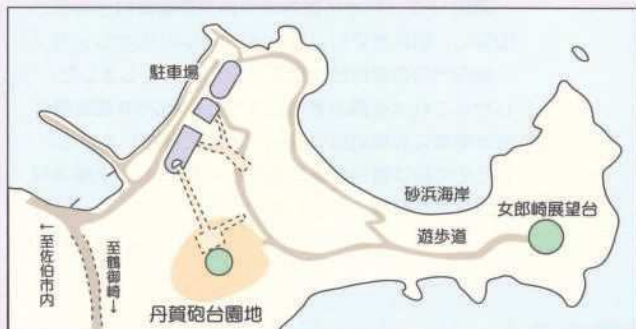 駐車場
砂浜海岸
女郎崎展望台
遊歩道
←至佐伯市内
至鶴御崎→
丹賀砲台園地